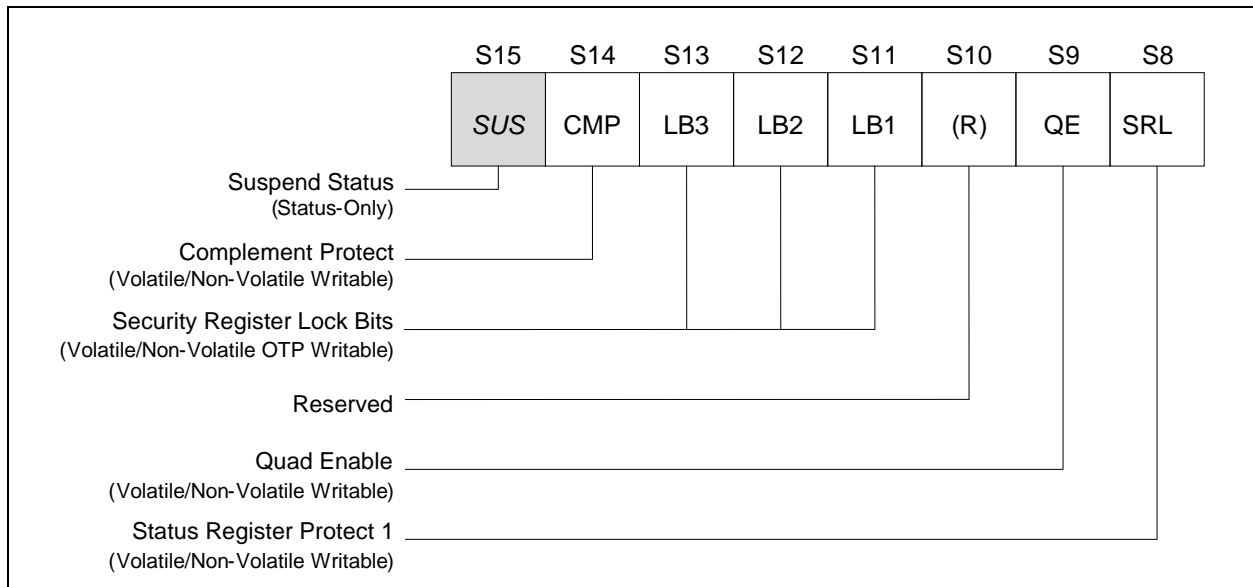 S15 S14 S13 S12 S11 S10 S9 S8
SUS CMP LB3 LB2 LB1 (R) QE SRL
Suspend Status
(Status-Only)
Complement Protect
(Volatile/Non-Volatile Writable)
Security Register Lock Bits
(Volatile/Non-Volatile OTP Writable)
Reserved
Quad Enable
(Volatile/Non-Volatile Writable)
Status Register Protect 1
(Volatile/Non-Volatile Writable)